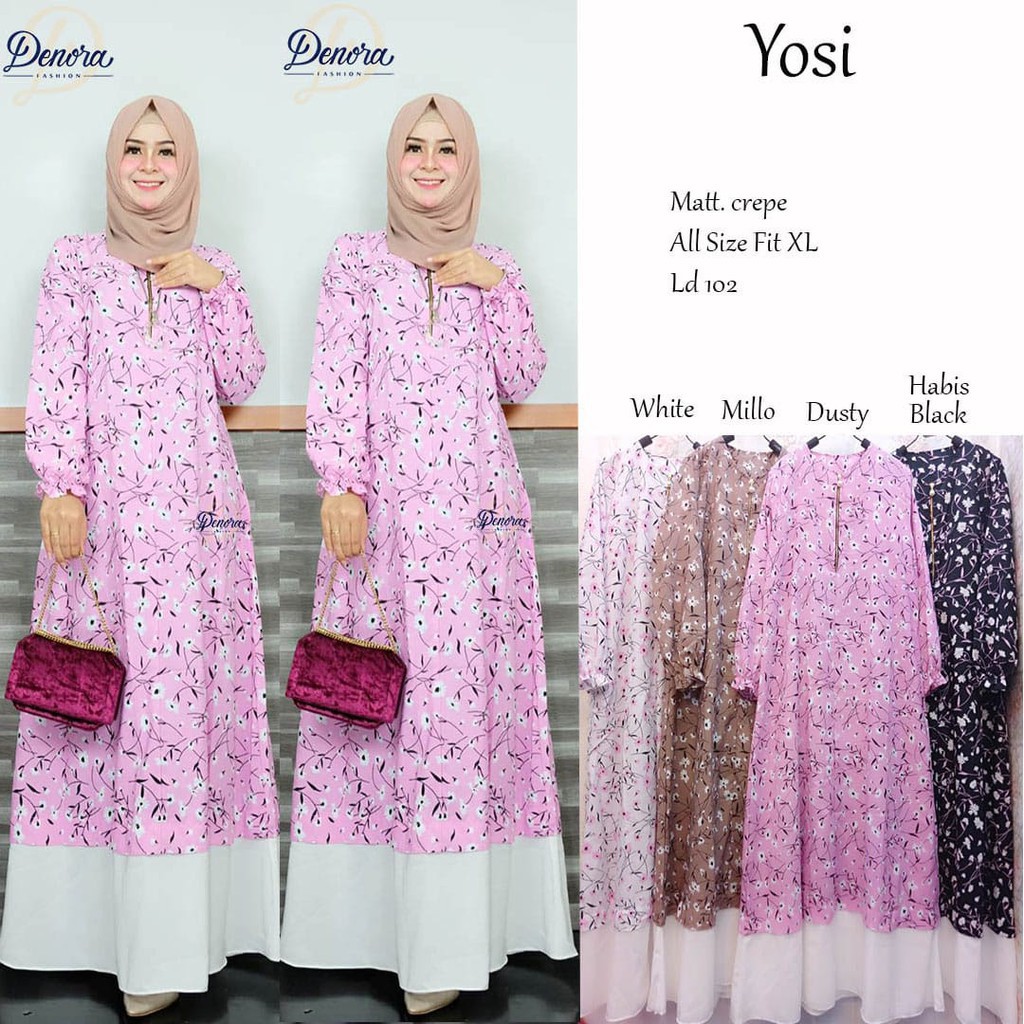 Denora
FASHION
Denora
FASHION
Yosi
Matt. crepe
All Size Fit XL
Ld 102
White
Millo
Dusty
Habis
Black
Denoras
Denoras